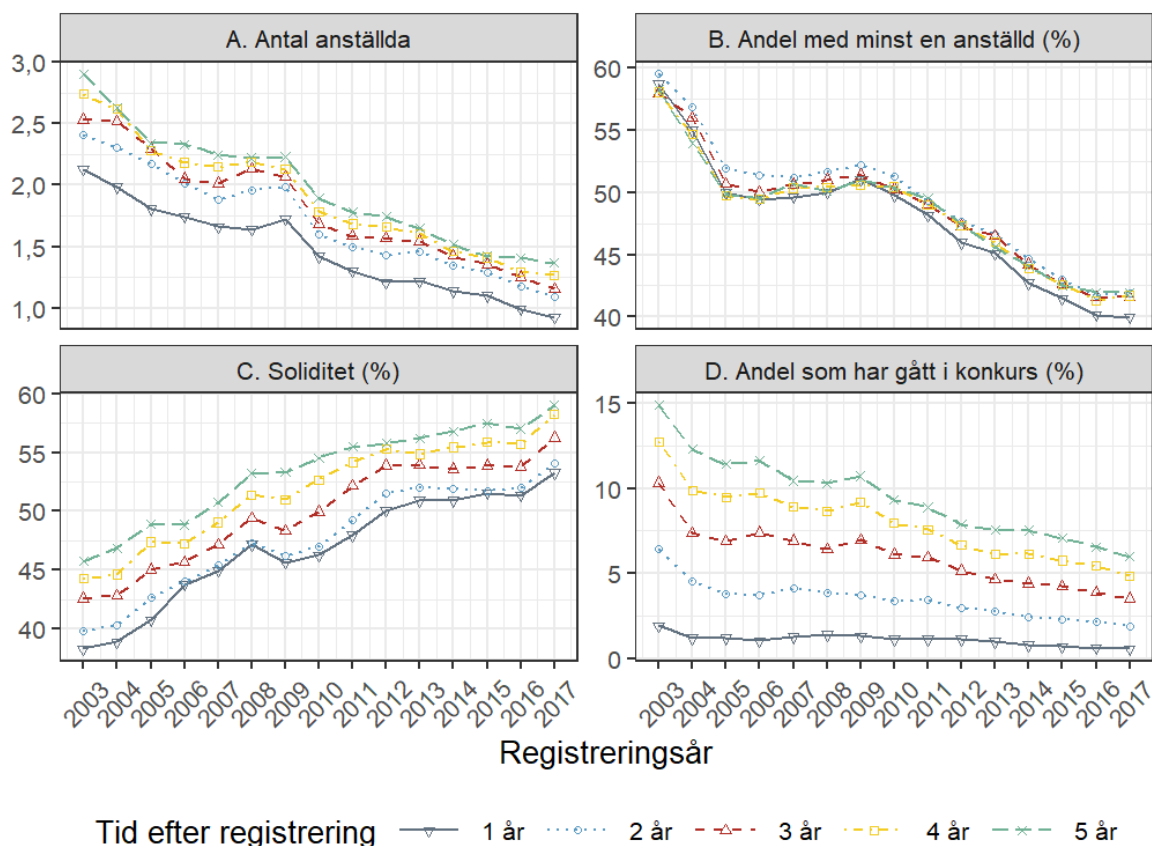 A. Antal anställda
B. Andel med minst en anställd (%)
3,0
2,5
2,0
1,5
1,0
60
55
50
45
40
C. Soliditet (%)
D. Andel som har gått i konkurs (%)
60
55
50
45
40
15
10
5
0
2003 2004 2005 2006 2007 2008 2009 2010 2011 2012 2013 2014 2015 2016 2017
2003 2004 2005 2006 2007 2008 2009 2010 2011 2012 2013 2014 2015 2016 2017
Registreringsår
Tid efter registrering 1 år 2 år 3 år 4 år 5 år